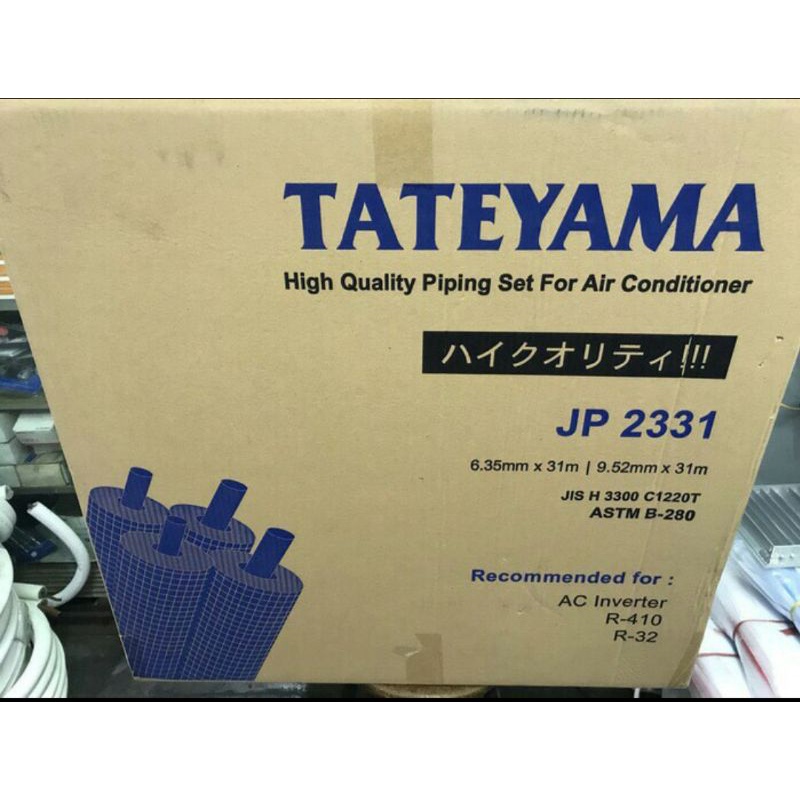 TATEYAMA
High Quality Piping Set For Air Conditioner
ハイクオリティ!!!
JP 2331
6.35mm x 31m | 9.52mm x 31m
JIS H 3300 C1220T
ASTM B-280
Recommended for :
AC Inverter
R-410
R-32